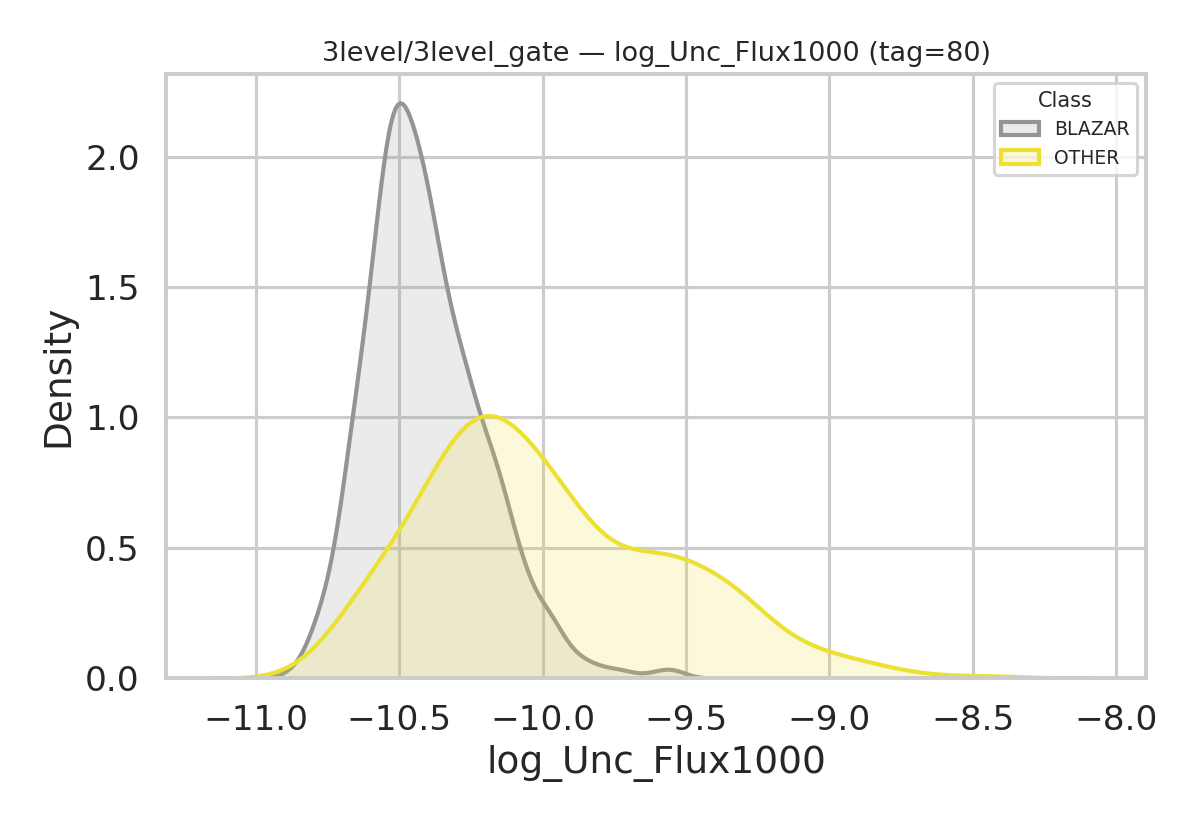 3level/3level_gate — log_Unc_Flux1000 (tag=80)
Class
BLAZAR
OTHER
Density
2.0
1.5
1.0
0.5
0.0
−11.0 −10.5 −10.0 −9.5 −9.0 −8.5 −8.0
log_Unc_Flux1000